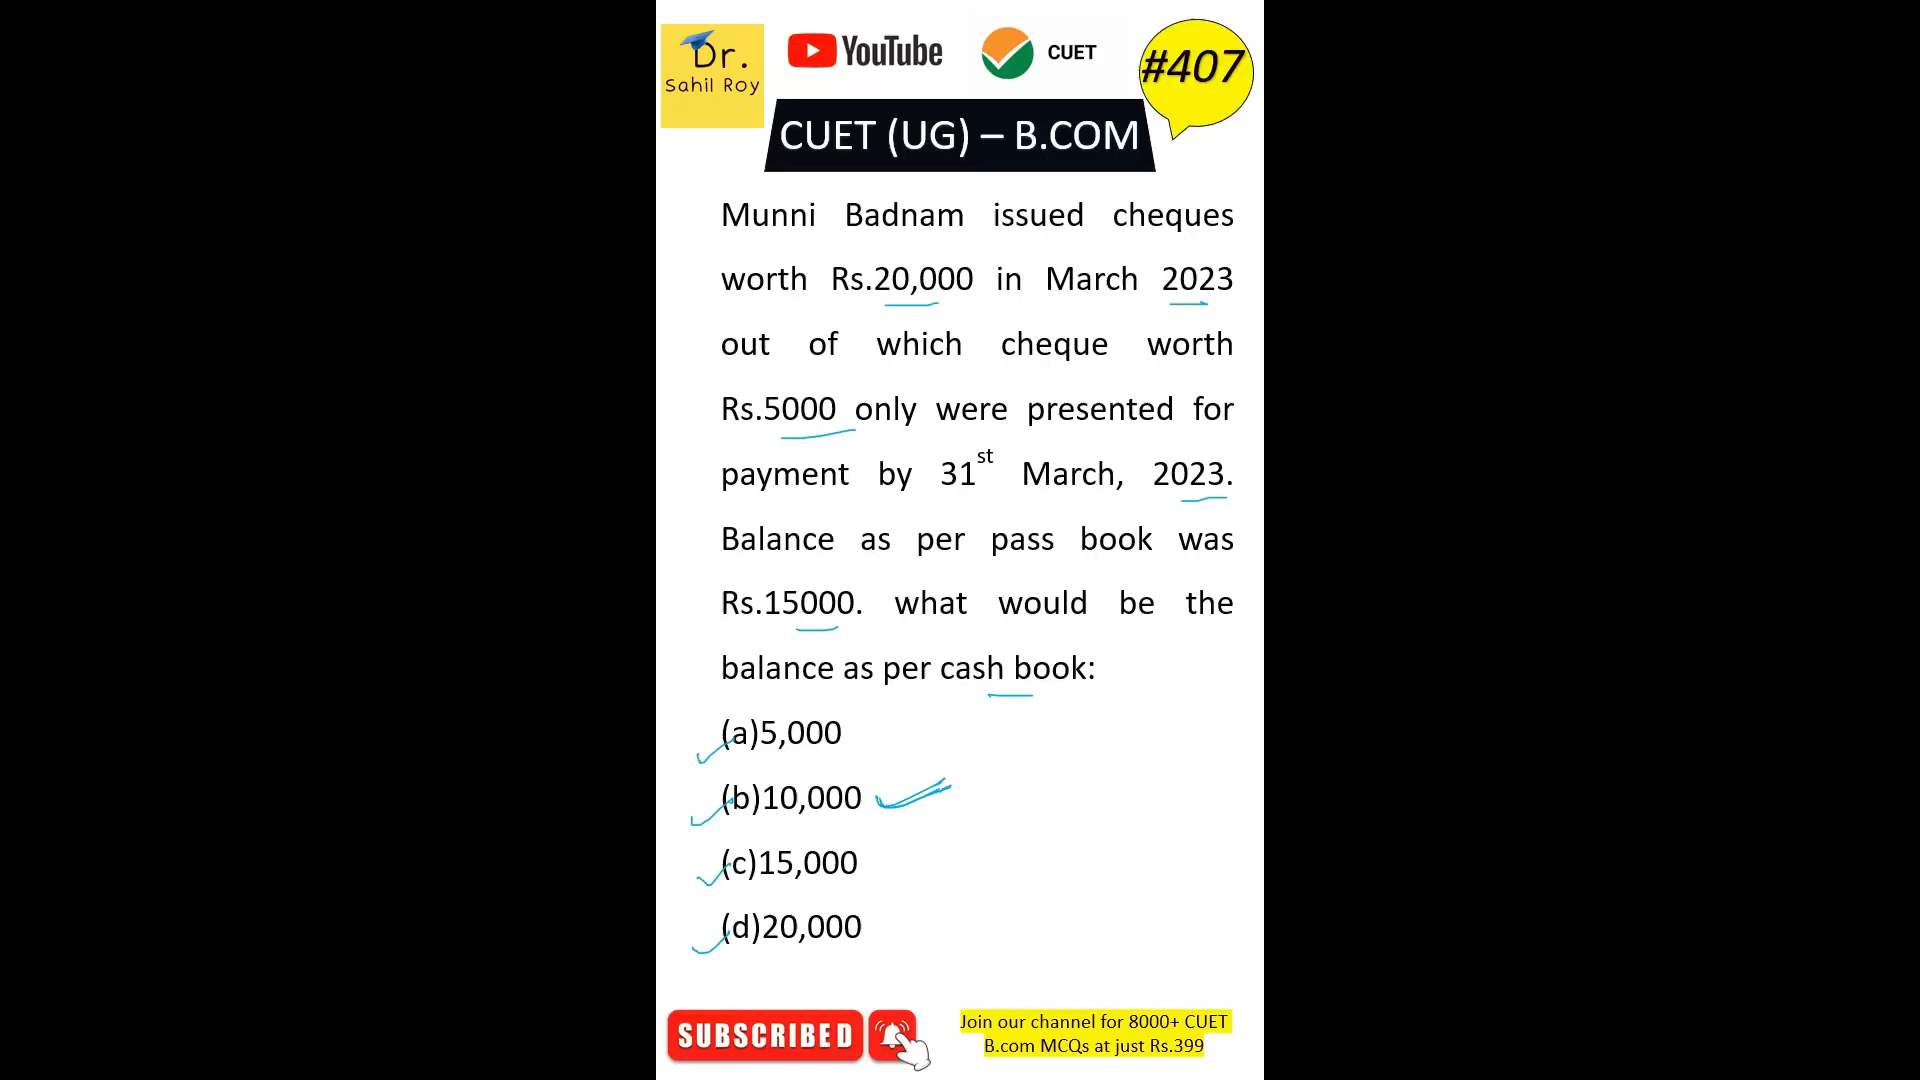 Dr.
Sahil Roy
YouTube
CUET
#407
CUET (UG) – B.COM
Munni Badnam issued cheques
worth Rs.20,000 in March 2023
out of which cheque worth
Rs.5000 only were presented for
payment by 31st March, 2023.
Balance as per pass book was
Rs.15000. what would be the
balance as per cash book:
(a)5,000
(b)10,000
(c)15,000
(d)20,000
SUBSCRIBED
Join our channel for 8000+ CUET
B.com MCQs at just Rs.399